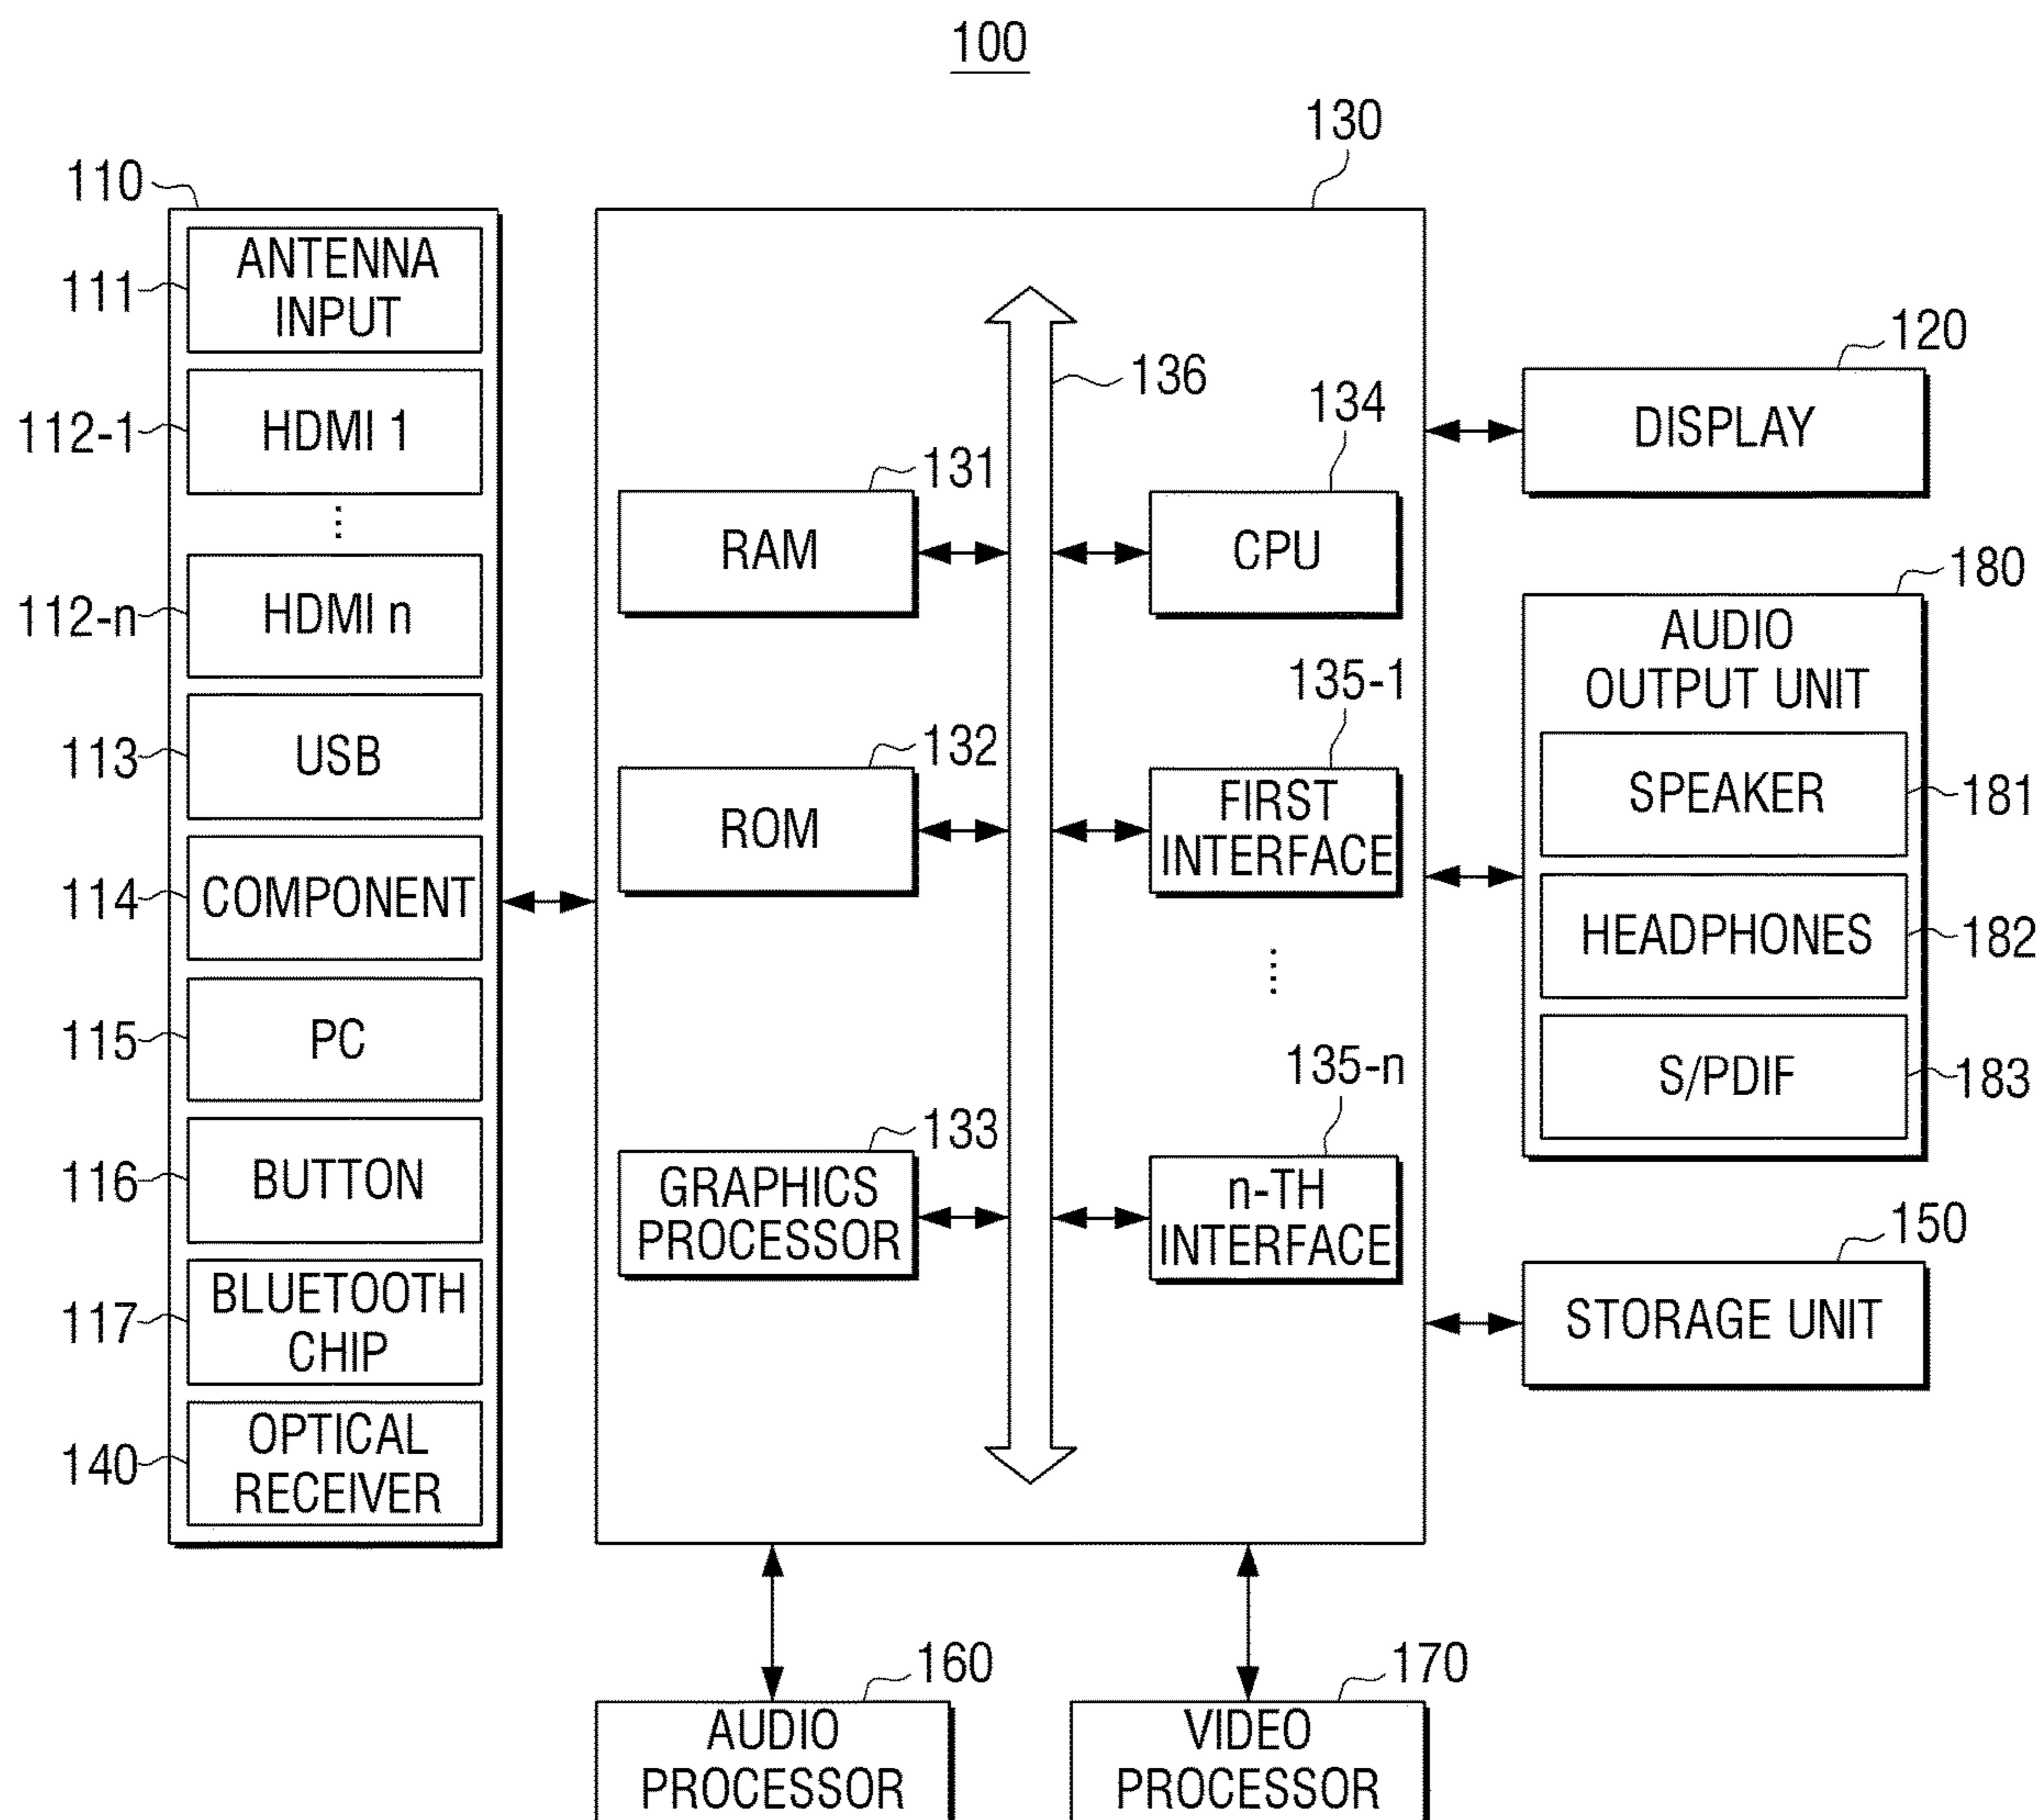 100
130
110
111
ANTENNA
INPUT
112-1
HDMI 1
112-n
HDMI n
113
USB
114
COMPONENT
115
PC
116
BUTTON
117
BLUETOOTH
CHIP
140
OPTICAL
RECEIVER
136
131
RAM
132
ROM
133
GRAPHICS
PROCESSOR
134
CPU
135-1
FIRST
INTERFACE
135-n
n-TH
INTERFACE
120
DISPLAY
180
AUDIO
OUTPUT UNIT
SPEAKER
181
HEADPHONES
182
S/PDIF
183
150
STORAGE UNIT
160
AUDIO
PROCESSOR
170
VIDEO
PROCESSOR